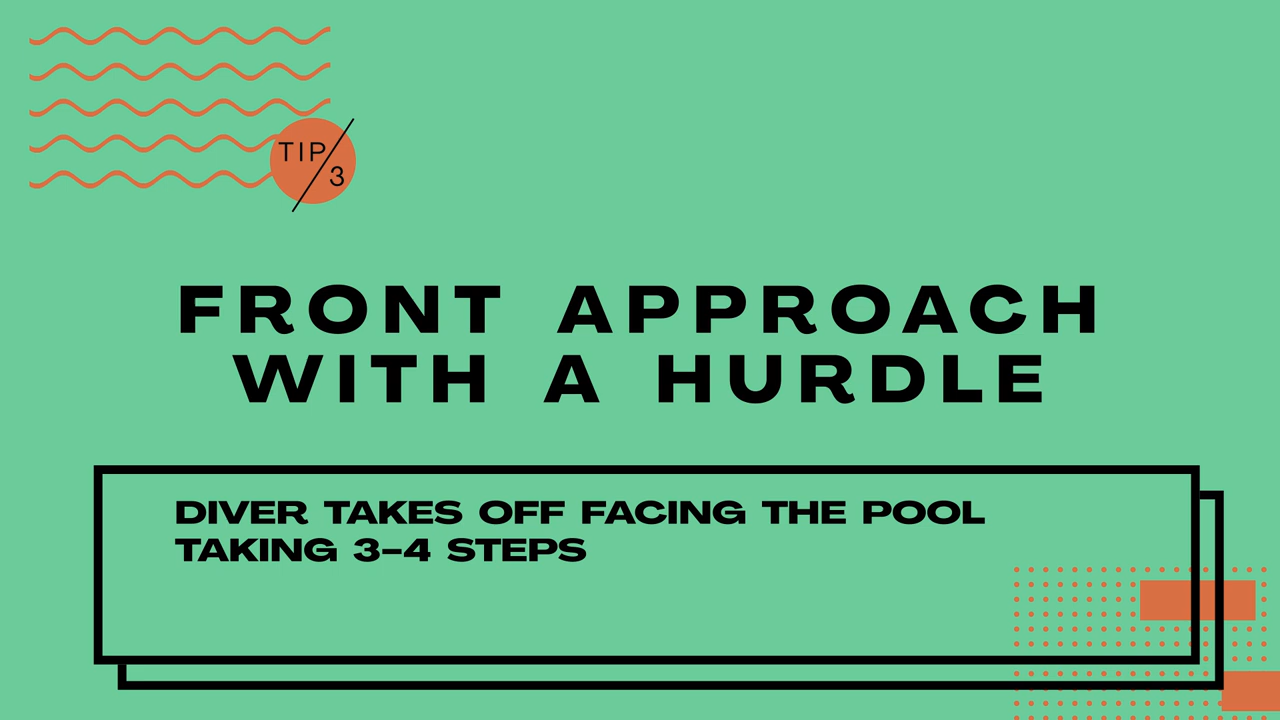 TIP
3
FRONT APPROACH
WITH A HURDLE
DIVER TAKES OFF FACING THE POOL
TAKING 3-4 STEPS